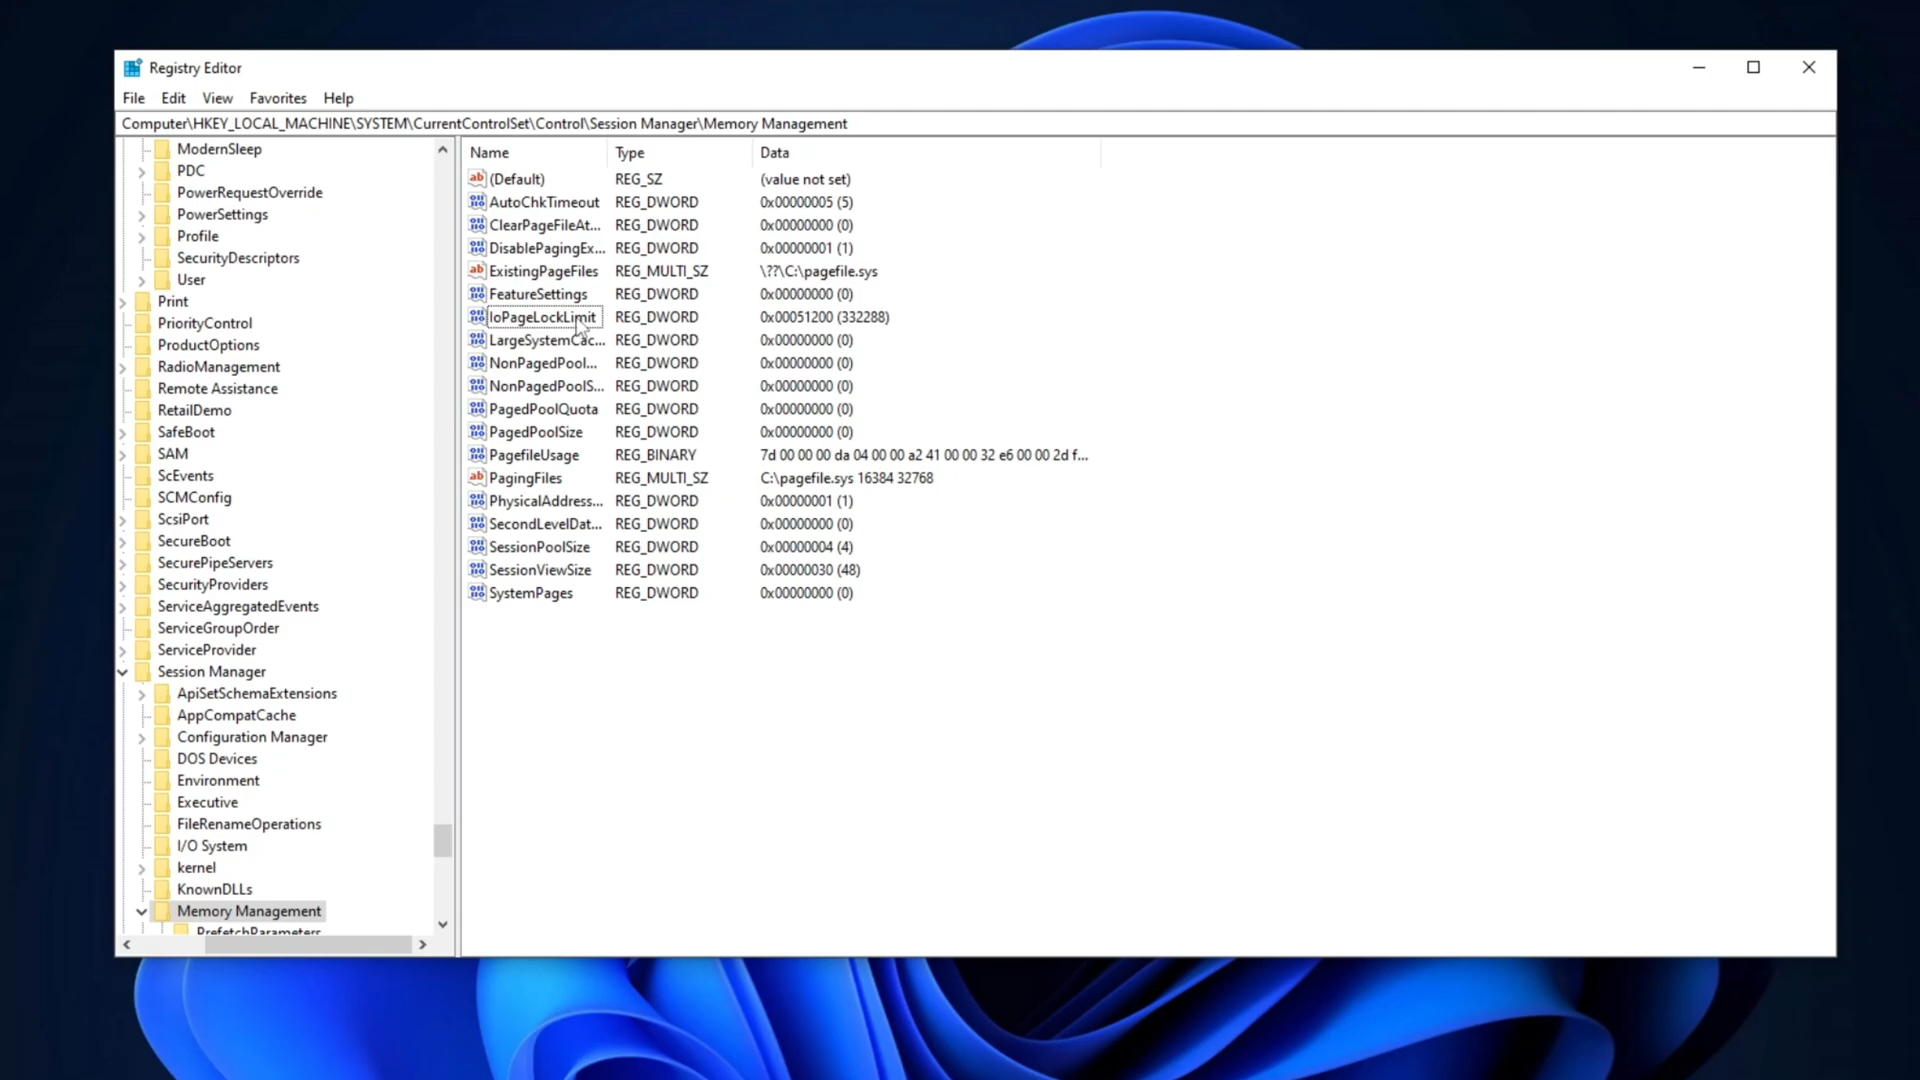 Registry Editor
File Edit View Favorites Help
Computer\HKEY_LOCAL_MACHINE\SYSTEM\CurrentControlSet\Control\Session Manager\Memory Management
ModernSleep
PDC
PowerRequestOverride
PowerSettings
Profile
SecurityDescriptors
User
Print
PriorityControl
ProductOptions
RadioManagement
Remote Assistance
RetailDemo
SafeBoot
SAM
ScEvents
SCMConfig
ScsiPort
SecureBoot
SecurePipeServers
SecurityProviders
ServiceAggregatedEvents
ServiceGroupOrder
ServiceProvider
Session Manager
ApiSetSchemaExtensions
AppCompatCache
Configuration Manager
DOS Devices
Environment
Executive
FileRenameOperations
I/O System
kernel
KnownDLLs
Memory Management
PrefetchParameters
Name Type Data
(Default) REG_SZ (value not set)
AutoChkTimeout REG_DWORD 0x00000005 (5)
ClearPageFileAt... REG_DWORD 0x00000000 (0)
DisablePagingEx... REG_DWORD 0x00000001 (1)
ExistingPageFiles REG_MULTI_SZ \??\C:\pagefile.sys
FeatureSettings REG_DWORD 0x00000000 (0)
IoPageLockLimit REG_DWORD 0x00051200 (332288)
LargeSystemCac... REG_DWORD 0x00000000 (0)
NonPagedPool... REG_DWORD 0x00000000 (0)
NonPagedPoolS... REG_DWORD 0x00000000 (0)
PagedPoolQuota REG_DWORD 0x00000000 (0)
PagedPoolSize REG_DWORD 0x00000000 (0)
PagefileUsage REG_BINARY 7d 00 00 00 da 04 00 00 a2 41 00 00 32 e6 00 00 2d f...
PagingFiles REG_MULTI_SZ C:\pagefile.sys 16384 32768
PhysicalAddress... REG_DWORD 0x00000001 (1)
SecondLevelDat... REG_DWORD 0x00000000 (0)
SessionPoolSize REG_DWORD 0x00000004 (4)
SessionViewSize REG_DWORD 0x00000030 (48)
SystemPages REG_DWORD 0x00000000 (0)